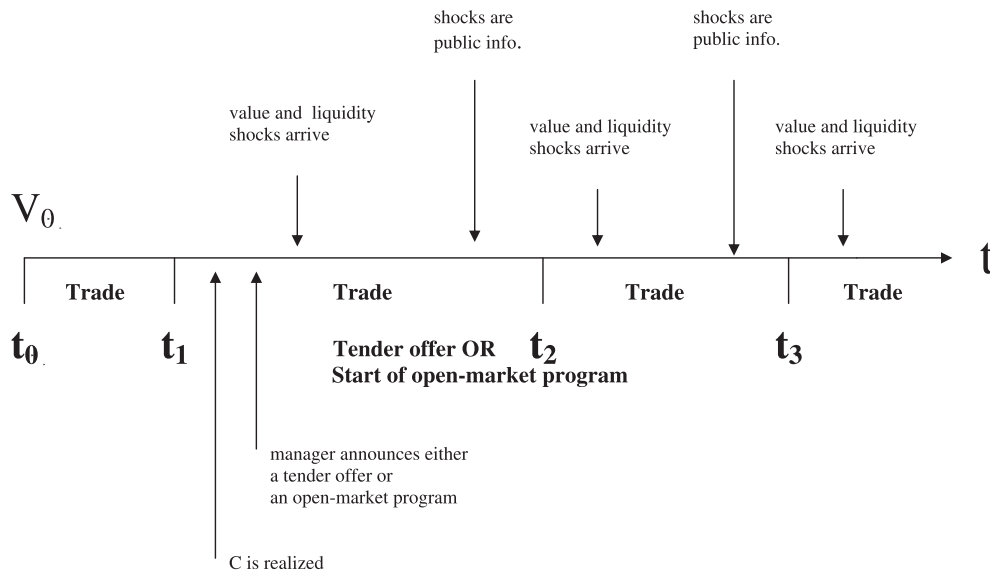 shocks are
public info.
shocks are
public info.
value and liquidity
shocks arrive
value and liquidity
shocks arrive
value and liquidity
shocks arrive
V0.
t
Trade
Trade
Trade
Trade
t0.
t1
t2
t3
Tender offer OR
Start of open-market program
manager announces either
a tender offer or
an open-market program
C is realized